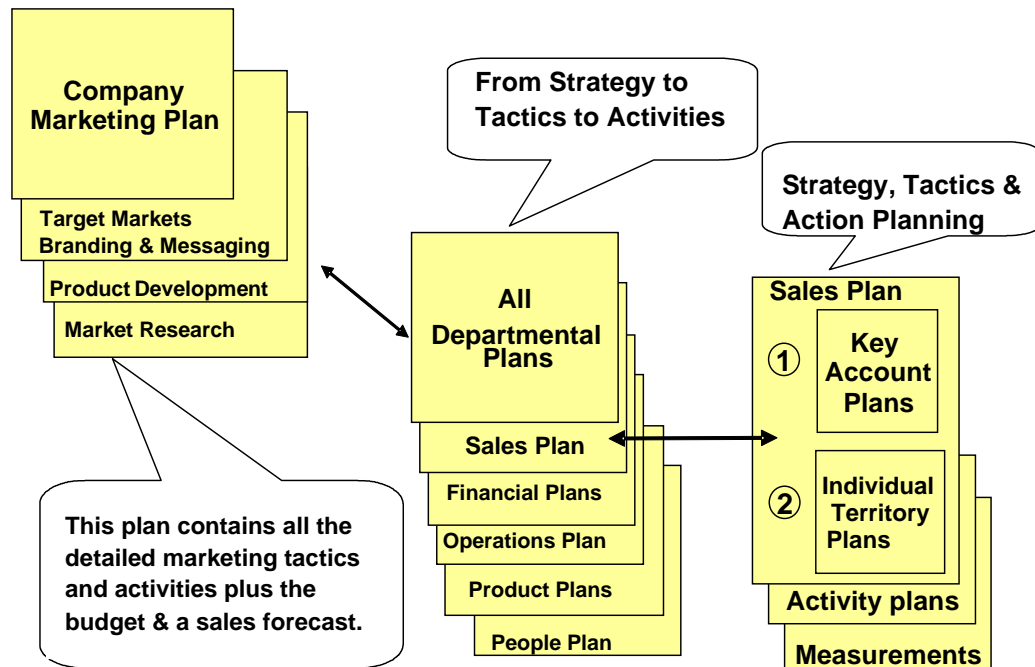 Company
Marketing Plan
Target Markets
Branding & Messaging
Product Development
Market Research
This plan contains all the
detailed marketing tactics
and activities plus the
budget & a sales forecast.
From Strategy to
Tactics to Activities
All
Departmental
Plans
Sales Plan
Financial Plans
Operations Plan
Product Plans
People Plan
Strategy, Tactics &
Action Planning
Sales Plan
1
Key
Account
Plans
2
Individual
Territory
Plans
Activity plans
Measurements